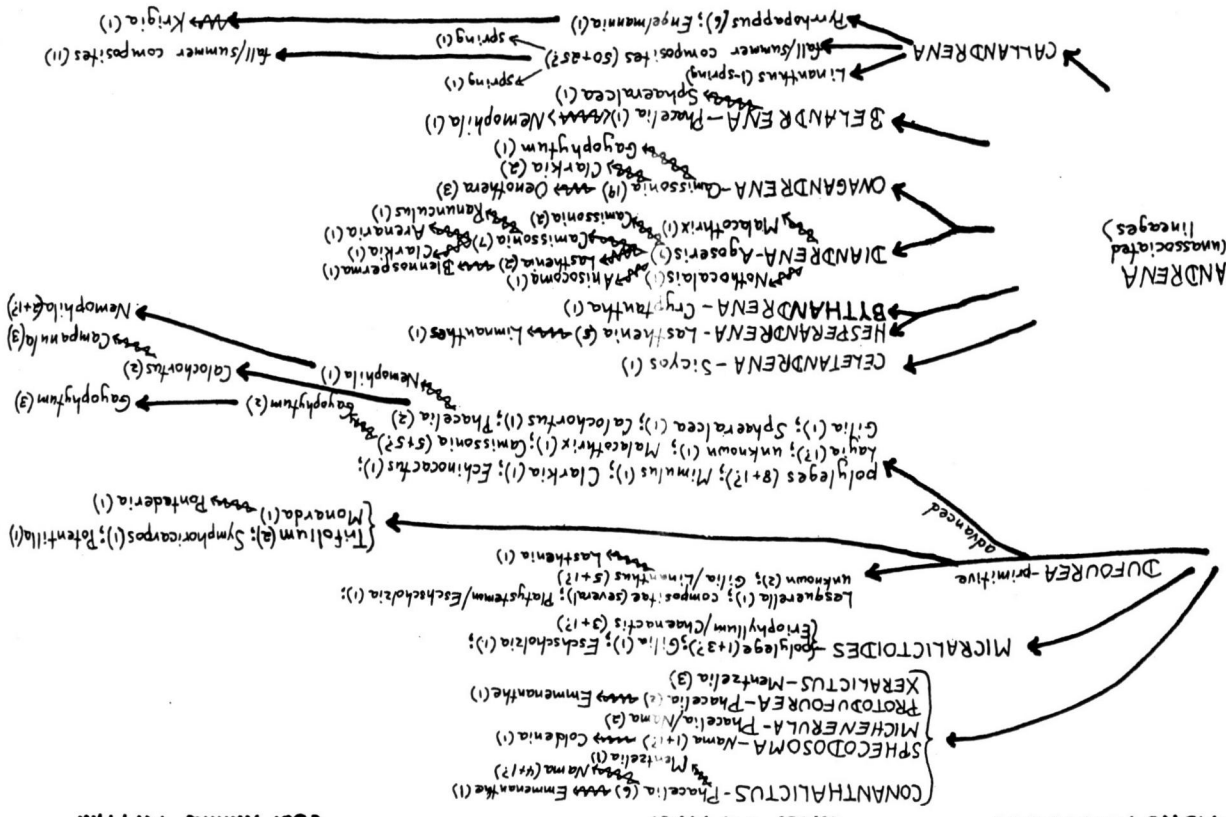 CONANTHALICTUS-Phacelia (6) Emmenanthe (1)
Nama (4+1?)
Mentzelia (1)
SPHECODOSOMA-Nama (1+1?) Coldenia (1)
MICHENERULA-Phacelia/Nama (2)
PROTODUFOUREA-Phacelia (2) Emmenanthe (1)
XERALICTUS-Mentzelia (3)
MICRALICTOIDES polylege (1+3?); Gilia (1); Eschscholzia (1);
Eriophyllum/Chaenactis (3+1?)
Lesquerella (1); compositae (several); Platystemm/Eschscholzia (1);
unknown (2); Gilia/Linanthus (5+1?)
Lasthenia (1)
DUFOUREA-primitive
advanced
Trifolium (2); Symphoricarpos (1); Potentilla (1)
Monarda (1) Pontederia (1)
polyleges (8+1?); Mimulus (1); Clarkia (1); Echinocactus (1);
Layia (1?); unknown (1); Malacothrix (1); Camissonia (5+5?)
Gilia (1); Sphaeralcea (1); Calochortus (1); Phacelia (2)
Gayophytum (2) Gayophytum (3)
Nemophila (1) Calochortus (2)
Campanula (3)
Nemophila (2+1?)
ANDRENA
(unassociated
lineages)
CELETANDRENA-Sicyos (1)
HESPERANDRENA-Lasthenia (5) Limnanthes (1)
BYTHANDRENA-Cryptantha (1)
Nothocalais (1) Anisocoma (1)
Lasthenia (2) Blennosperma (1)
DIANDRENA-Agoseris (7) Clarkia (1)
Camissonia (7) Arenaria (1)
Malacothrix (1) Camissonia (2) Ranunculus (1)
ONAGANDRENA-Camissonia (19) Oenothera (3)
Clarkia (2)
Gayophytum (1)
BELANDRENA-Phacelia (1) Nemophila (1)
Sphaeralcea (1)
CALLANDRENA
Linanthus (1-spring)
spring (1)
fall/summer composites (50+25?) fall/summer composites (11)
spring (1)
Pyrrhopappus (6); Engelmannia (1) Krigia (1)